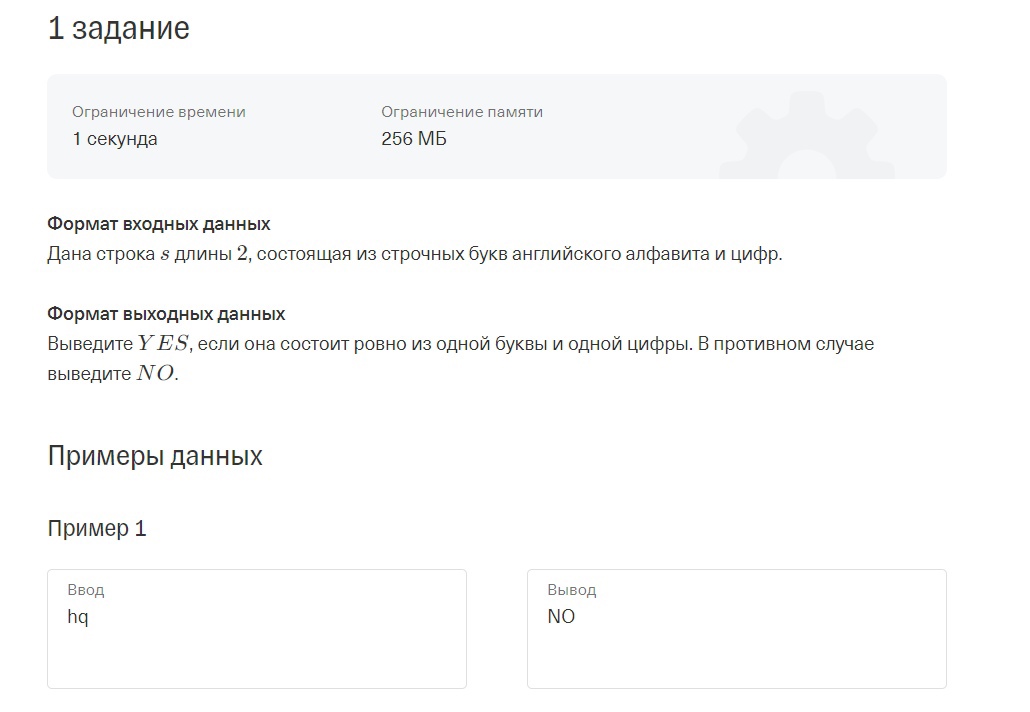 1 задание
Ограничение времени
Ограничение памяти
1 секунда
256 МБ
Формат входных данных
Дана строка s длины 2, состоящая из строчных букв английского алфавита и цифр.
Формат выходных данных
Выведите YES, если она состоит ровно из одной буквы и одной цифры. В противном случае
выведите NO.
Примеры данных
Пример 1
Ввод
hq
Вывод
NO